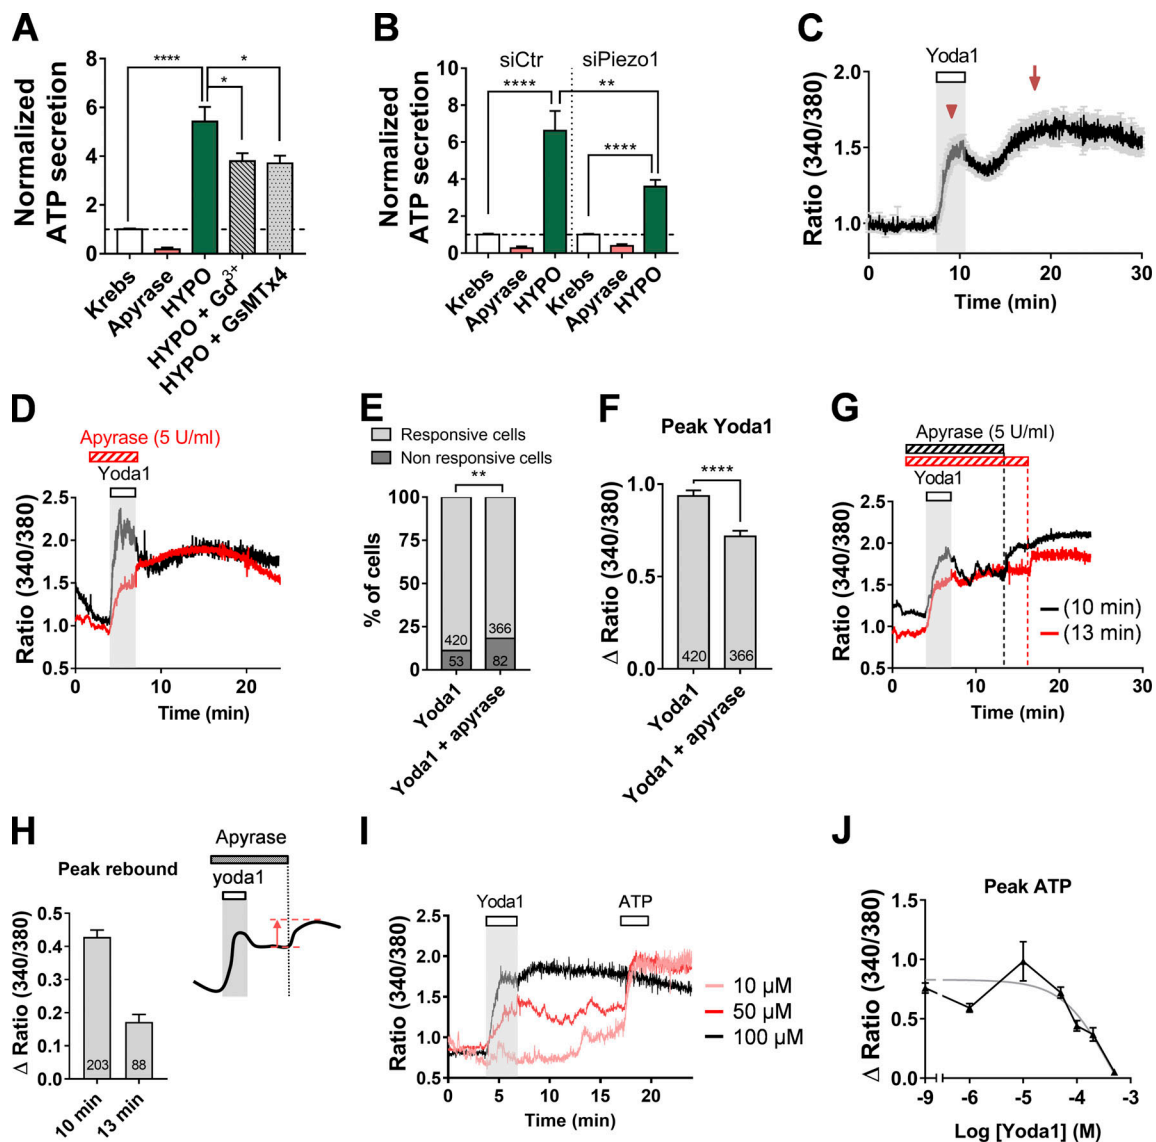 A
Normalized
ATP secretion
8
6
4
2
0
****
*
*
Krebs
Apyrase
HYPO
HYPO + Gd³⁺
HYPO + GsMTx4
B
siCtr
siPiezo1
Normalized
ATP secretion
10
8
6
4
2
0
****
**
****
Krebs
Apyrase
HYPO
Krebs
Apyrase
HYPO
C
Yoda1
Ratio (340/380)
2.0
1.5
1.0
0
10
20
30
Time (min)
D
Apyrase (5 U/ml)
Yoda1
Ratio (340/380)
2.5
2.0
1.5
1.0
0.5
0
10
20
Time (min)
E
Responsive cells
Non responsive cells
**
% of cells
100
75
50
25
0
420
366
53
82
Yoda1
Yoda1 + apyrase
F
Peak Yoda1
****
Δ Ratio (340/380)
1.0
0.5
0.0
420
366
Yoda1
Yoda1 + apyrase
G
Apyrase (5 U/ml)
Yoda1
Ratio (340/380)
2.5
2.0
1.5
1.0
0.5
(10 min)
(13 min)
0
10
20
30
Time (min)
H
Peak rebound
Δ Ratio (340/380)
0.5
0.4
0.3
0.2
0.1
0.0
203
88
10 min
13 min
Apyrase
yoda1
I
Yoda1
ATP
Ratio (340/380)
2.5
2.0
1.5
1.0
0.5
10 µM
50 µM
100 µM
0
5
10
15
20
Time (min)
J
Peak ATP
Δ Ratio (340/380)
1.5
1.0
0.5
0.0
-9
-6
-5
-4
-3
Log [Yoda1] (M)